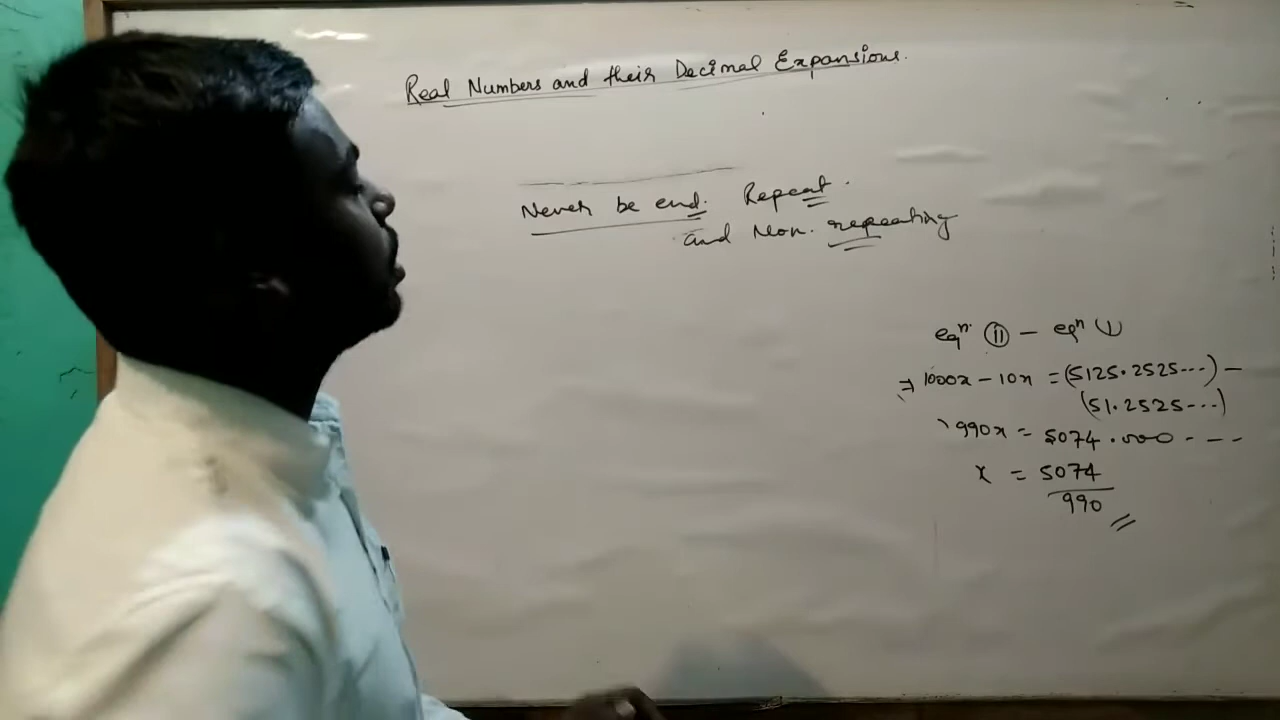 Real Numbers and their Decimal Expansions.
Never be end. Repeat.
and Non. repeating
eqⁿ. (ii) - eqⁿ (i)
⇒ 1000x - 10x = (5125.2525...) -
(51.2525...)
990x = 5074.000 - - - -
x = 5074
990